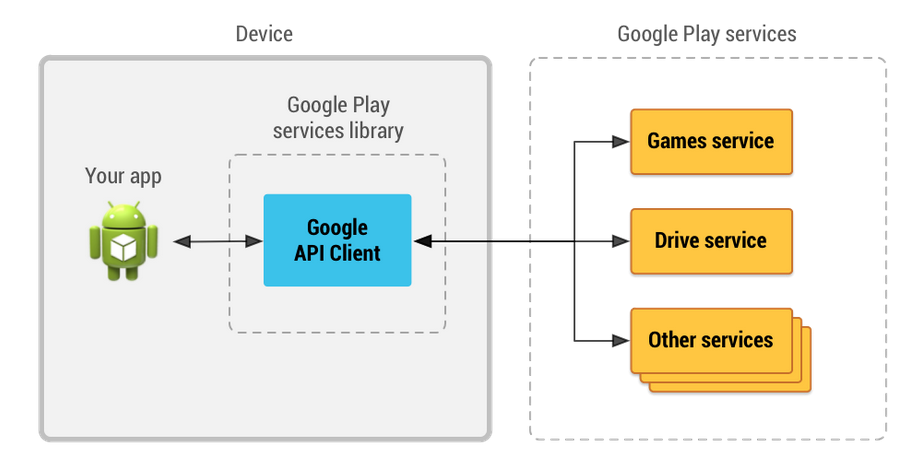 Device
Google Play services
Google Play
services library
Your app
Google
API Client
Games service
Drive service
Other services